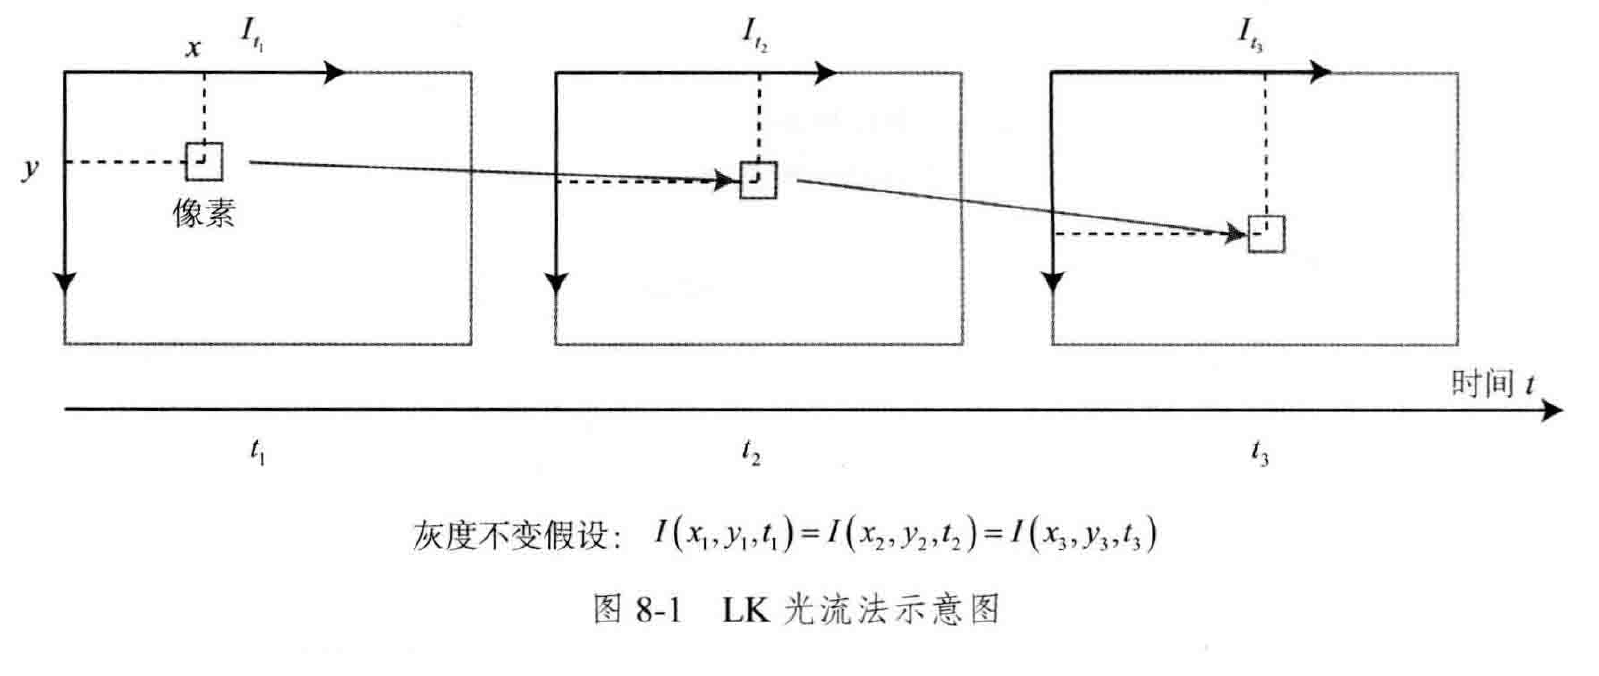 x I_{t_1} I_{t_2} I_{t_3}
y
像素
时间 t
t_1 t_2 t_3
灰度不变假设： I(x_1, y_1, t_1) = I(x_2, y_2, t_2) = I(x_3, y_3, t_3)
图 8-1 LK 光流法示意图